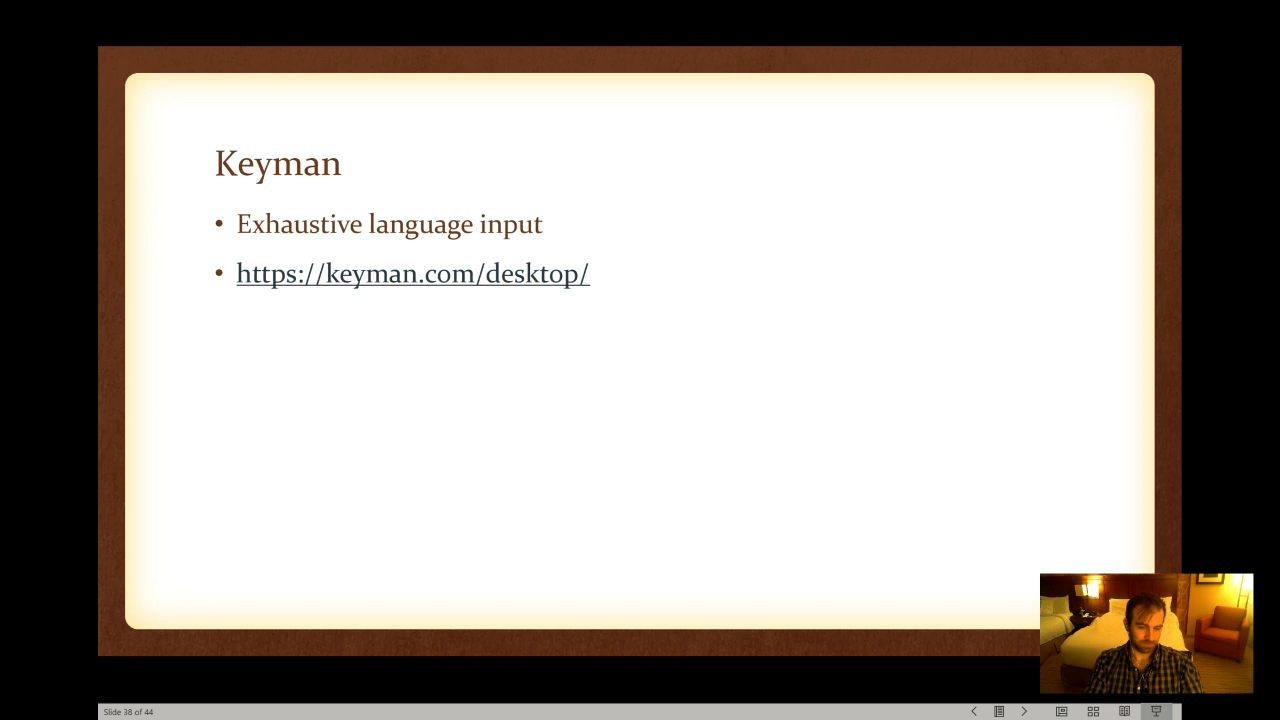 Keyman
• Exhaustive language input
• https://keyman.com/desktop/
Slide 38 of 44